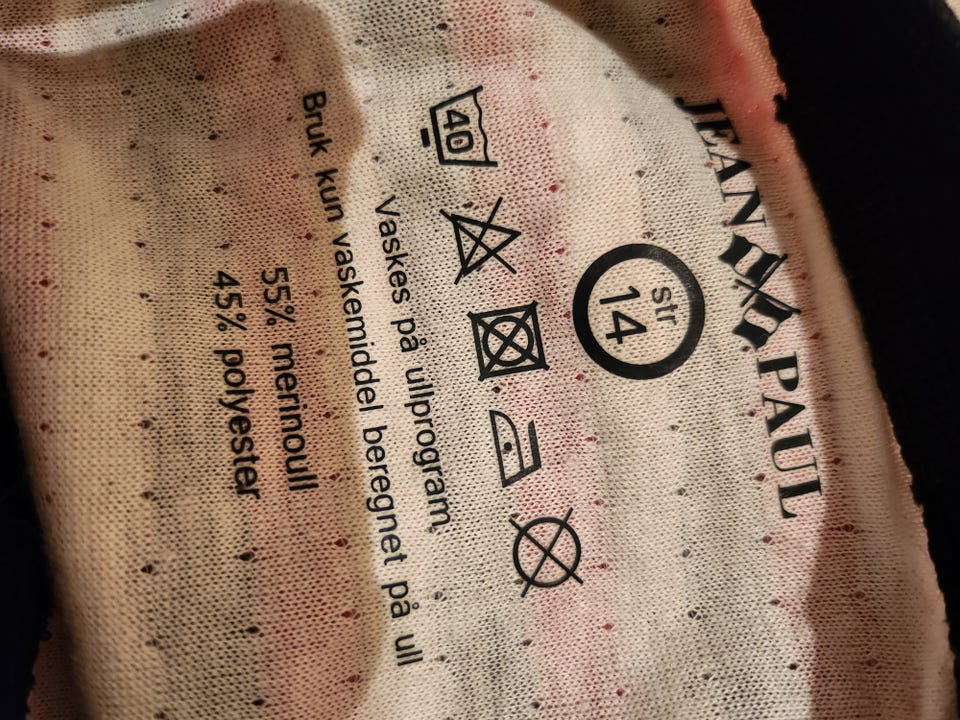 JEAN PAUL
str
14
40
Vaskes på ullprogram,
Bruk kun vaskemiddel beregnet på ull
55% merinoull
45% polyester